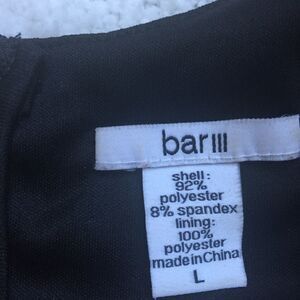 bar III
shell:
92%
polyester
8% spandex
lining:
100%
polyester
made in China
L